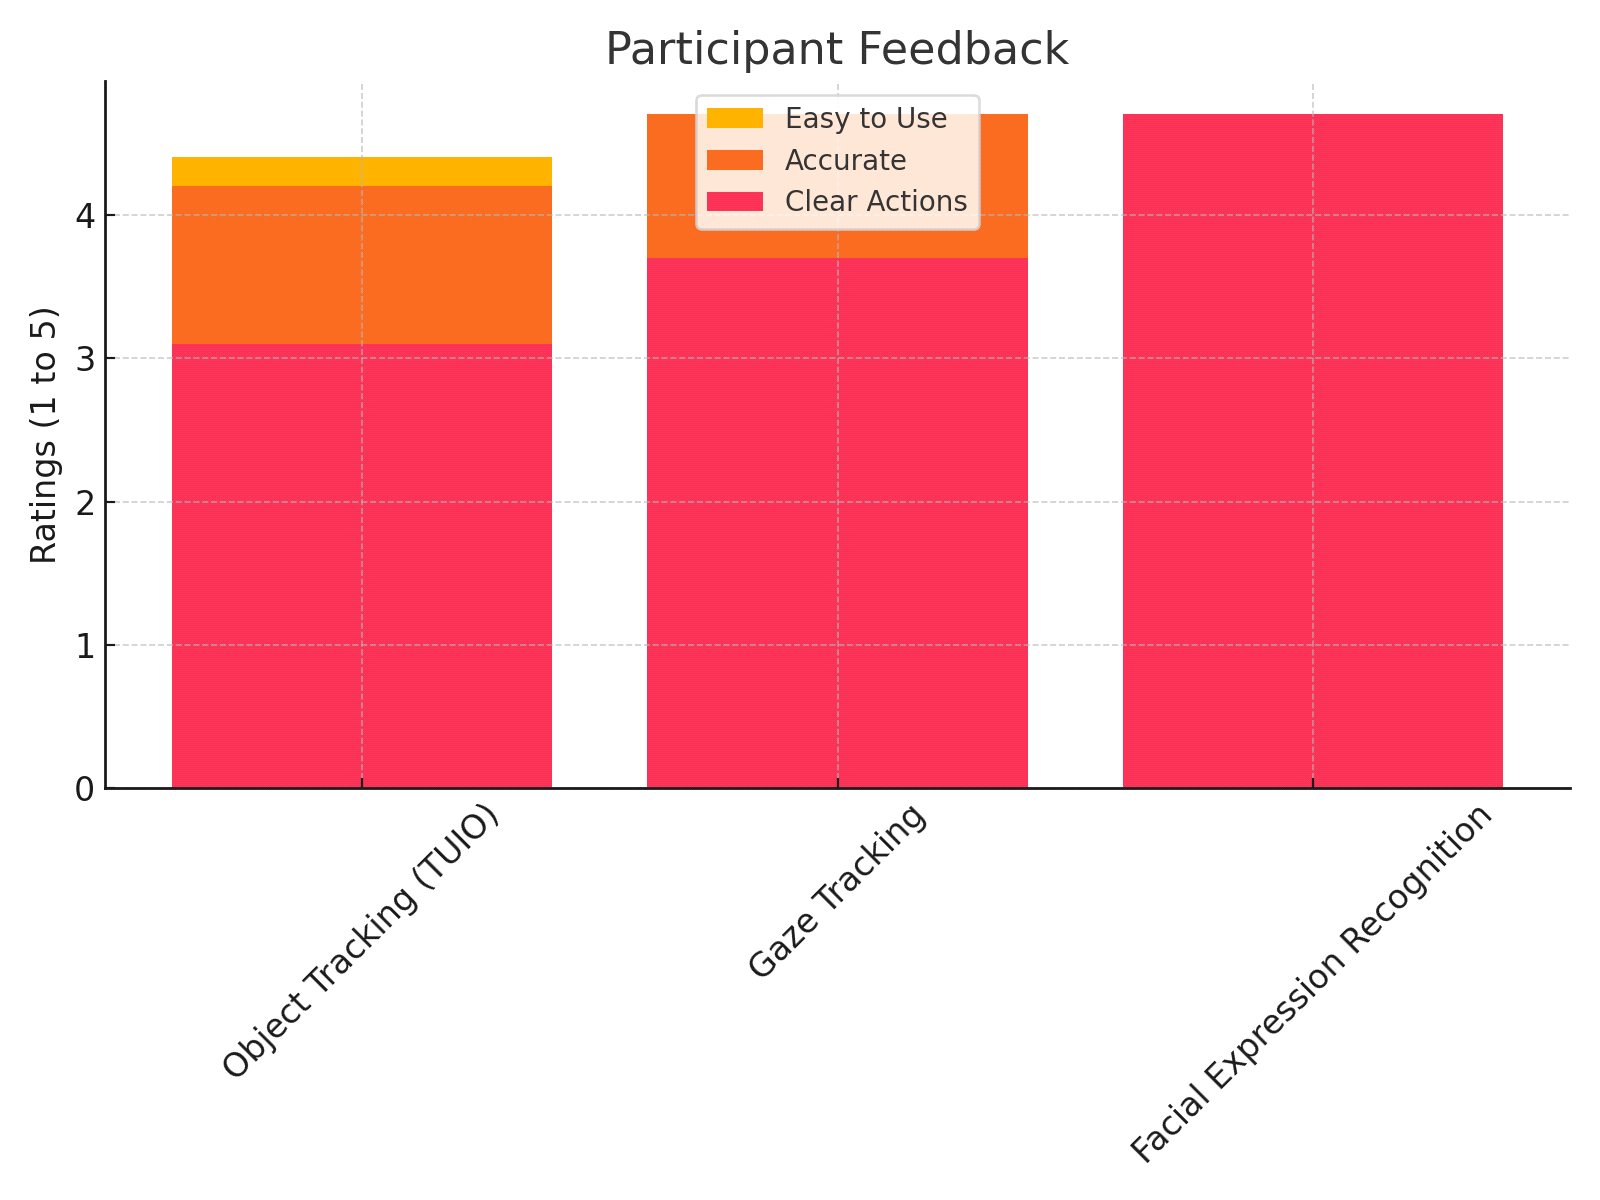 Participant Feedback
Easy to Use
Accurate
Clear Actions
Ratings (1 to 5)
4
3
2
1
0
Object Tracking (TUIO)
Gaze Tracking
Facial Expression Recognition